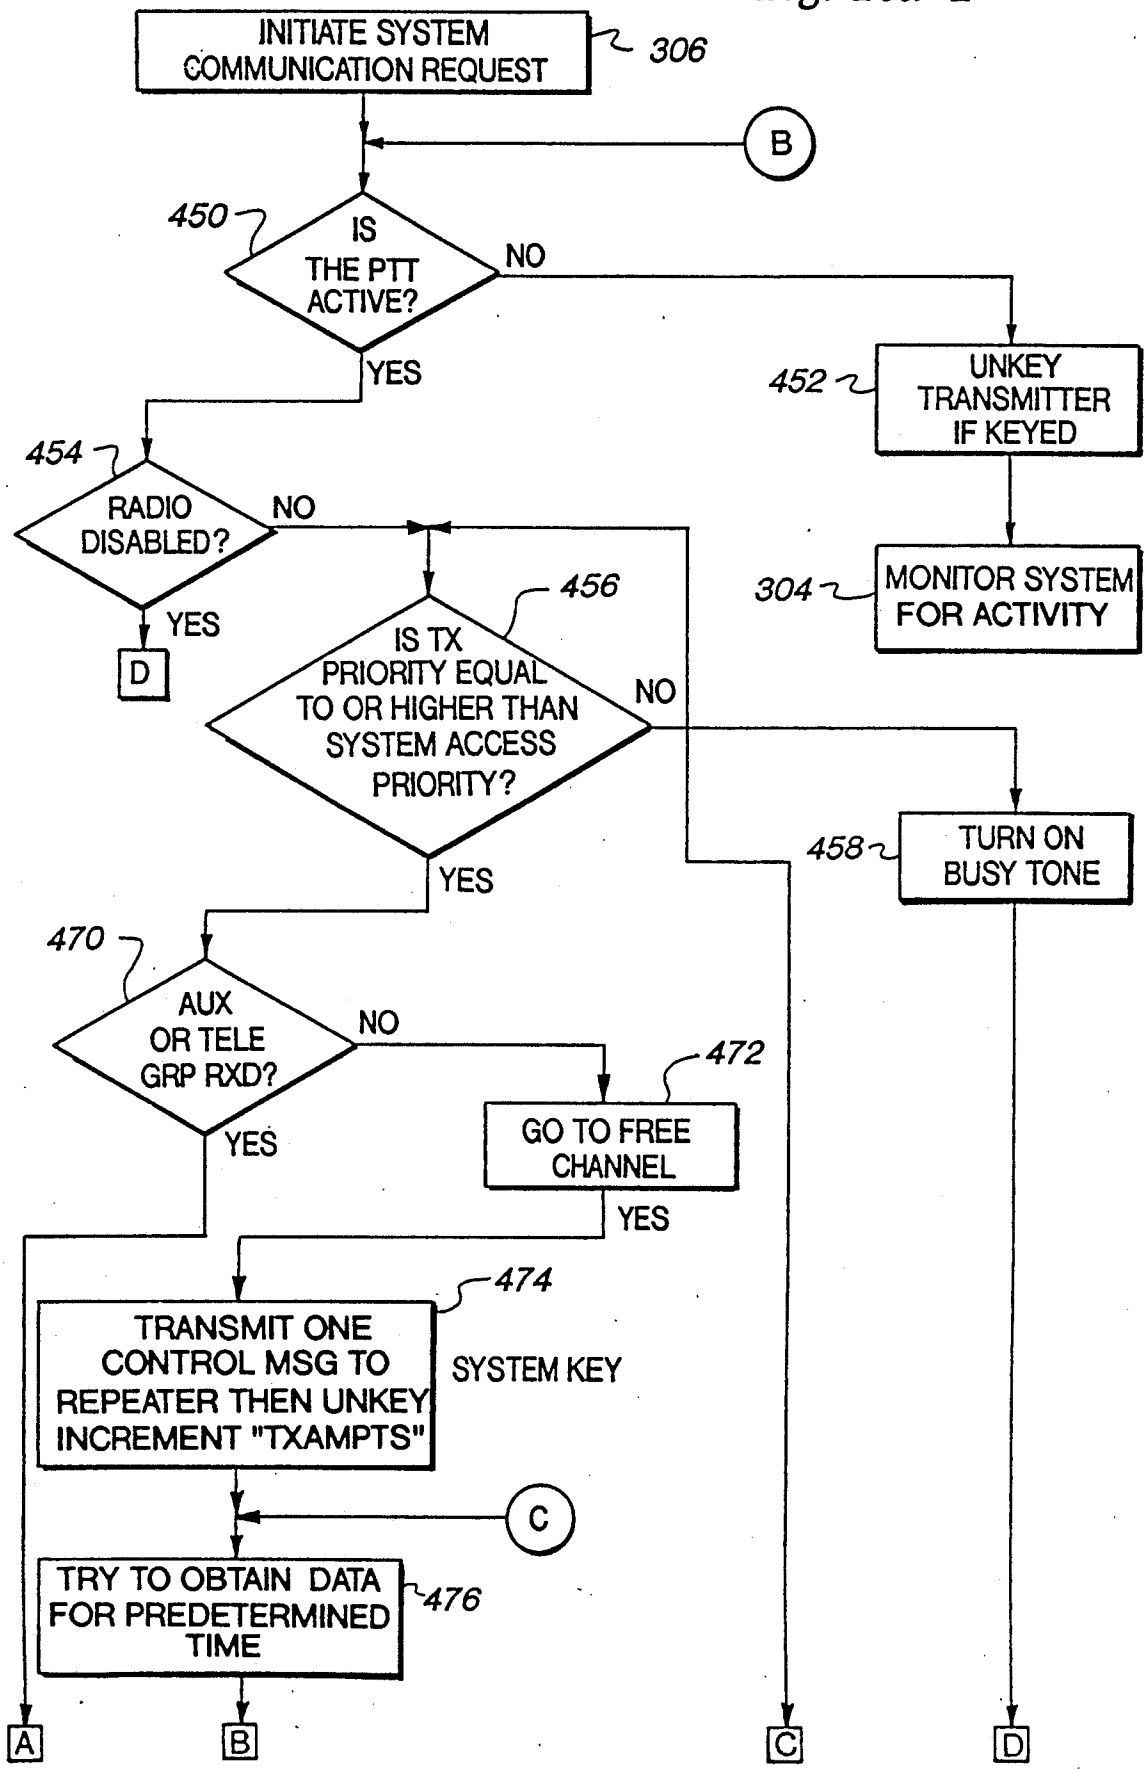 INITIATE SYSTEM
COMMUNICATION REQUEST
306
B
450
IS
THE PTT
ACTIVE?
NO
YES
452
UNKEY
TRANSMITTER
IF KEYED
454
RADIO
DISABLED?
NO
YES
D
304
MONITOR SYSTEM
FOR ACTIVITY
456
IS TX
PRIORITY EQUAL
TO OR HIGHER THAN
SYSTEM ACCESS
PRIORITY?
NO
YES
458
TURN ON
BUSY TONE
470
AUX
OR TELE
GRP RXD?
NO
YES
472
GO TO FREE
CHANNEL
YES
474
TRANSMIT ONE
CONTROL MSG TO
REPEATER THEN UNKEY
INCREMENT "TXAMPTS"
SYSTEM KEY
C
TRY TO OBTAIN DATA
FOR PREDETERMINED
TIME
476
A
B
C
D